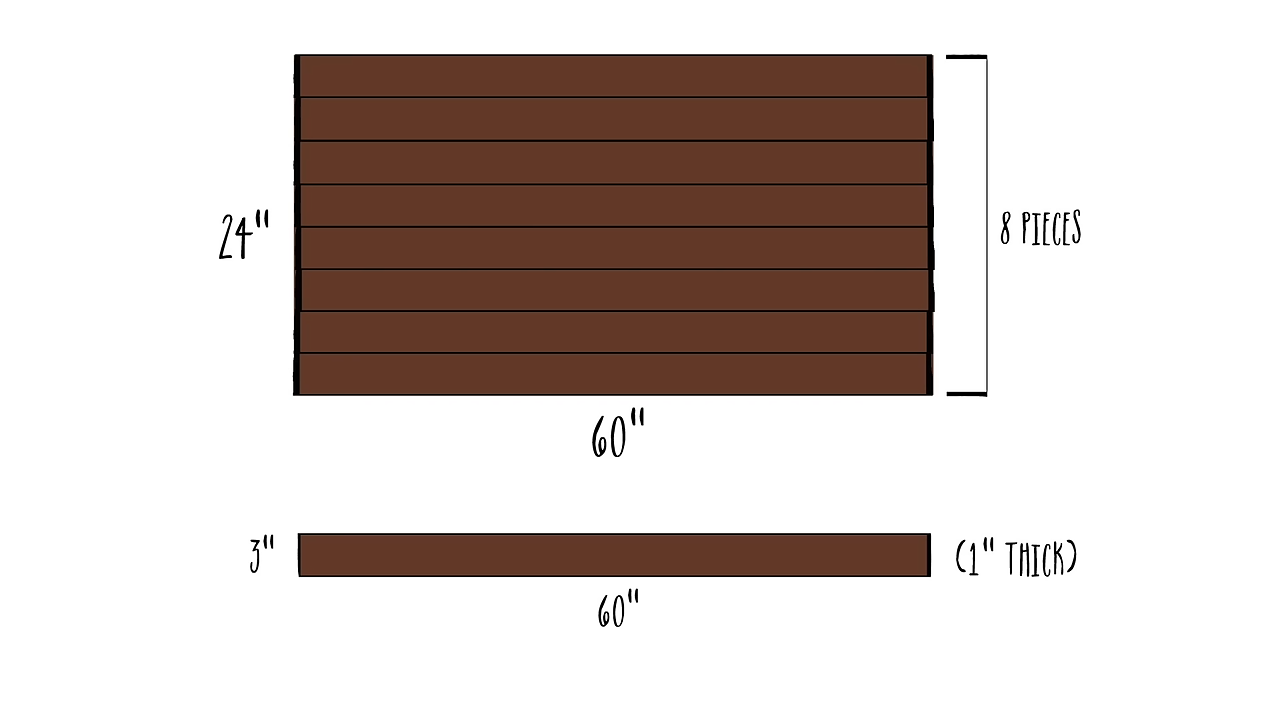 24"
8 PIECES
60"
3"
(1" THICK)
60"